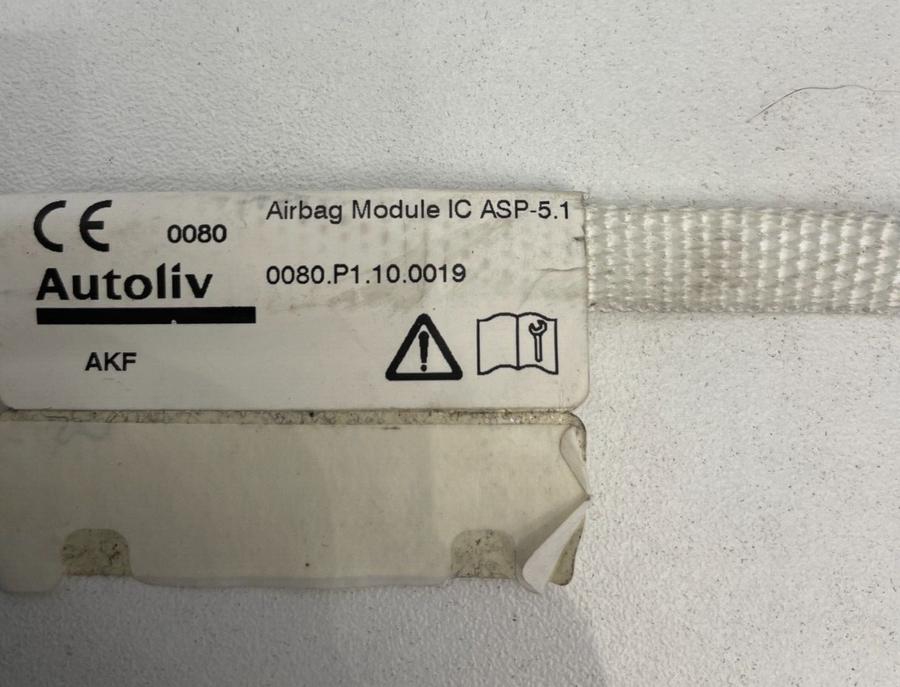 CE 0080
Autoliv
AKF
Airbag Module IC ASP-5.1
0080.P1.10.0019